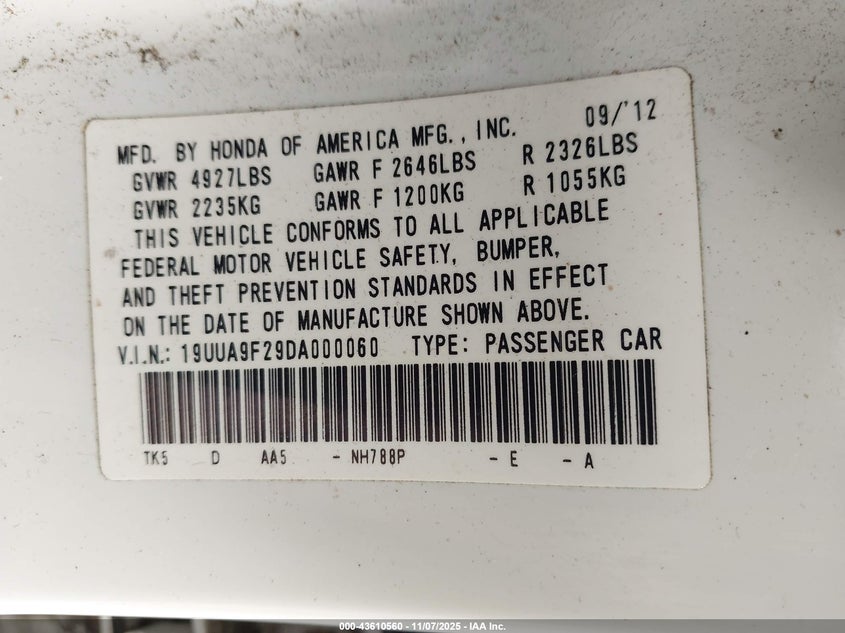 MFD. BY HONDA OF AMERICA MFG., INC. 09/'12
GVWR 4927LBS GAWR F 2646LBS R 2326LBS
GVWR 2235KG GAWR F 1200KG R 1055KG
THIS VEHICLE CONFORMS TO ALL APPLICABLE
FEDERAL MOTOR VEHICLE SAFETY, BUMPER,
AND THEFT PREVENTION STANDARDS IN EFFECT
ON THE DATE OF MANUFACTURE SHOWN ABOVE.
V.I.N.: 19UUA9F29DA000060 TYPE: PASSENGER CAR
TK5 D AA5 - NH788P - E - A
000-43610560 - 11/07/2025 - IAA Inc.